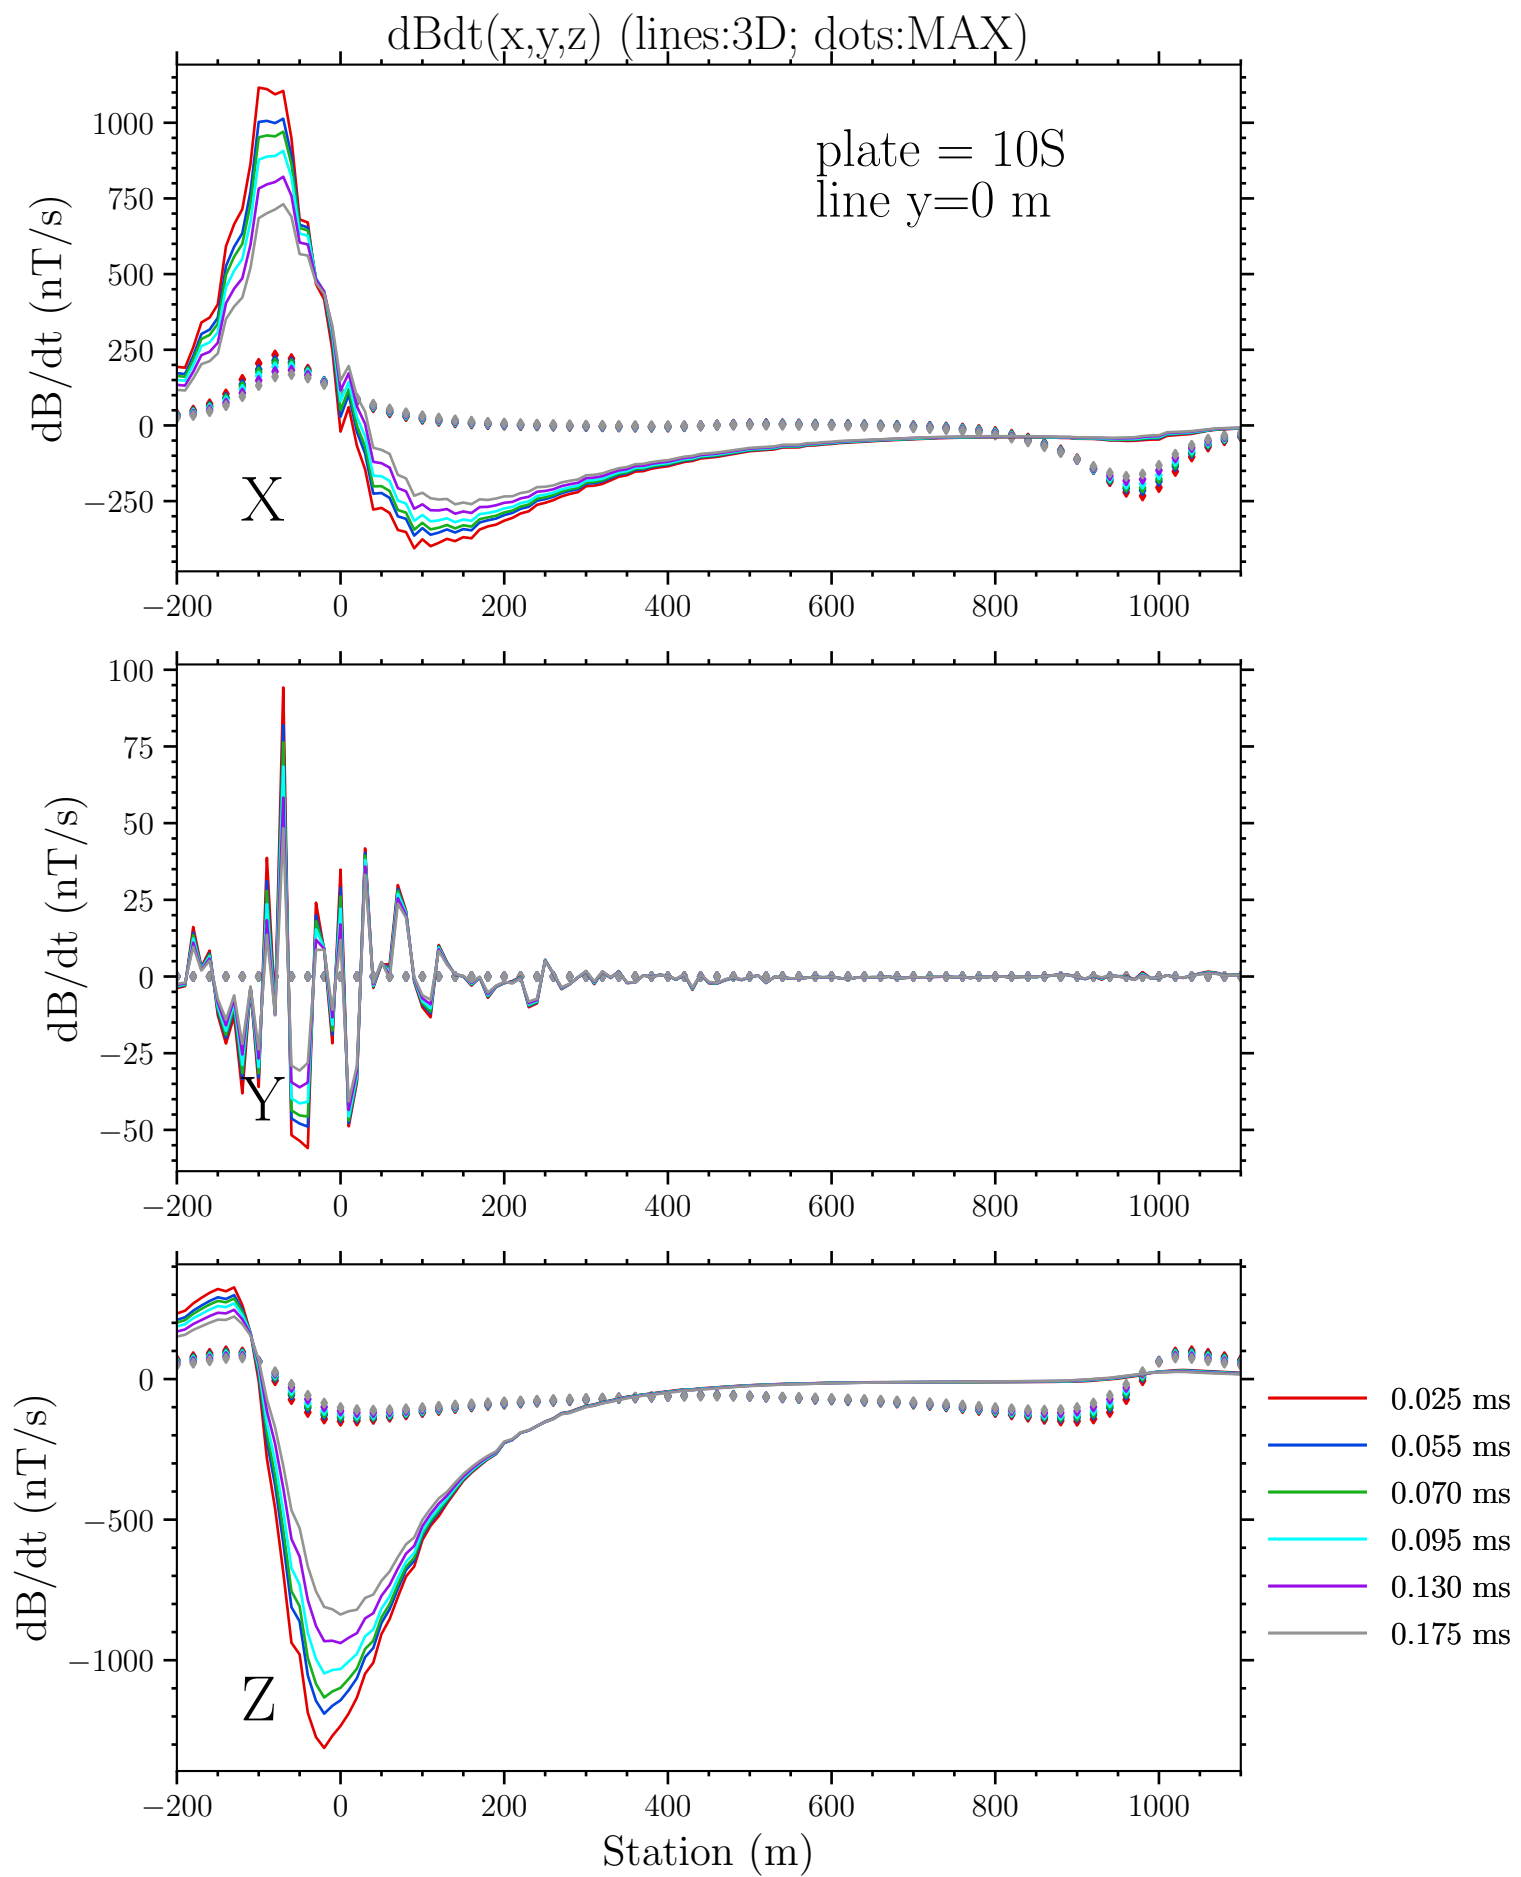 dBdt(x,y,z) (lines:3D; dots:MAX)
1000
750
500
250
0
−250
dB/dt (nT/s)
plate = 10S
line y=0 m
X
−200 0 200 400 600 800 1000
100
75
50
25
0
−25
−50
dB/dt (nT/s)
Y
−200 0 200 400 600 800 1000
0
−500
−1000
dB/dt (nT/s)
Z
−200 0 200 400 600 800 1000
Station (m)
0.025 ms
0.055 ms
0.070 ms
0.095 ms
0.130 ms
0.175 ms